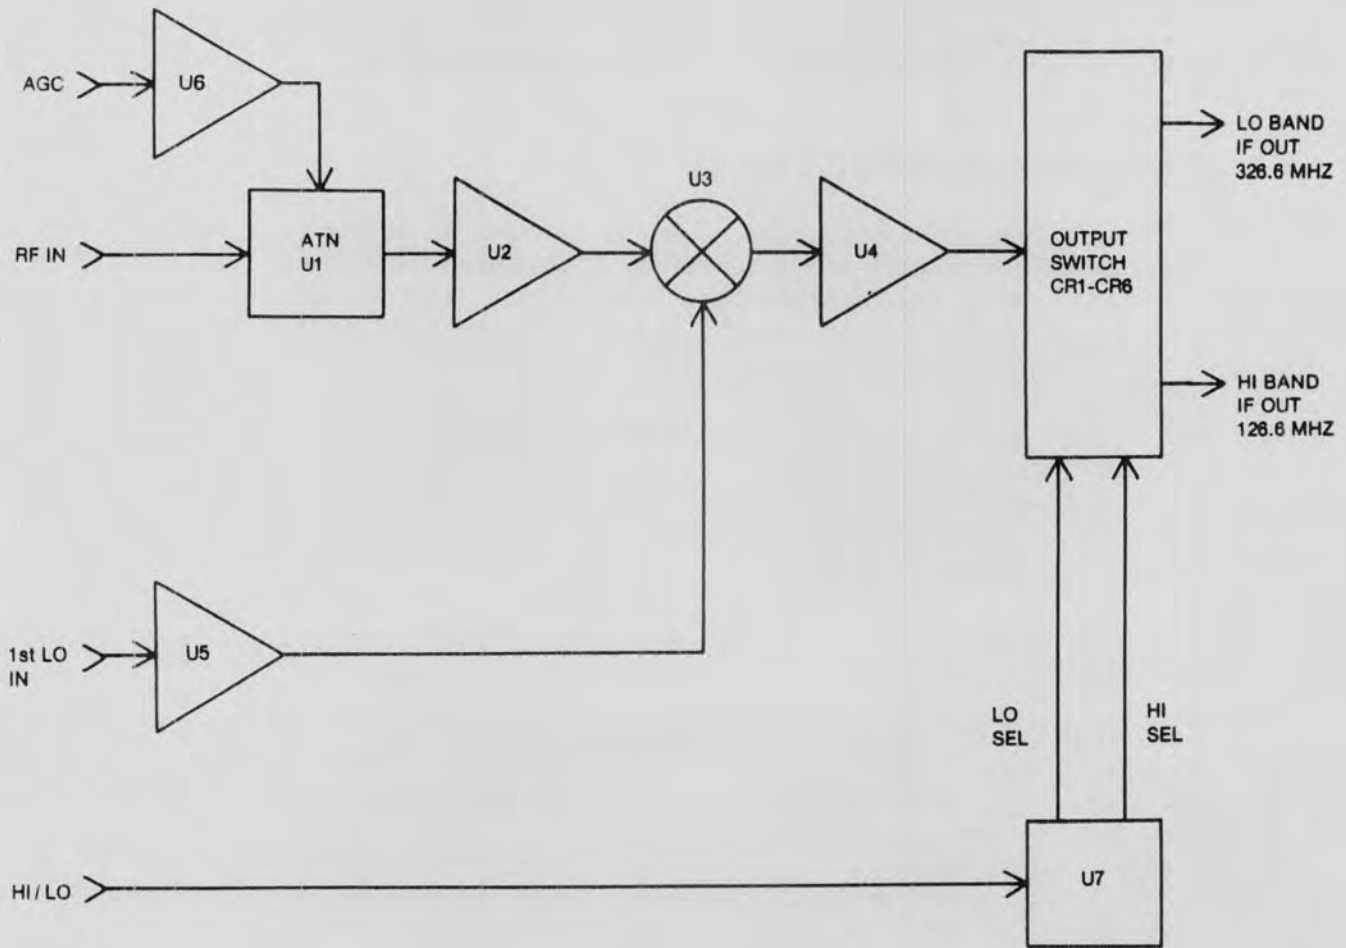 AGC
U6
LO BAND
IF OUT
326.6 MHZ
U3
RF IN
ATN
U1
U2
U4
OUTPUT
SWITCH
CR1-CR6
HI BAND
IF OUT
126.6 MHZ
1st LO
IN
U5
LO
SEL
HI
SEL
HI / LO
U7